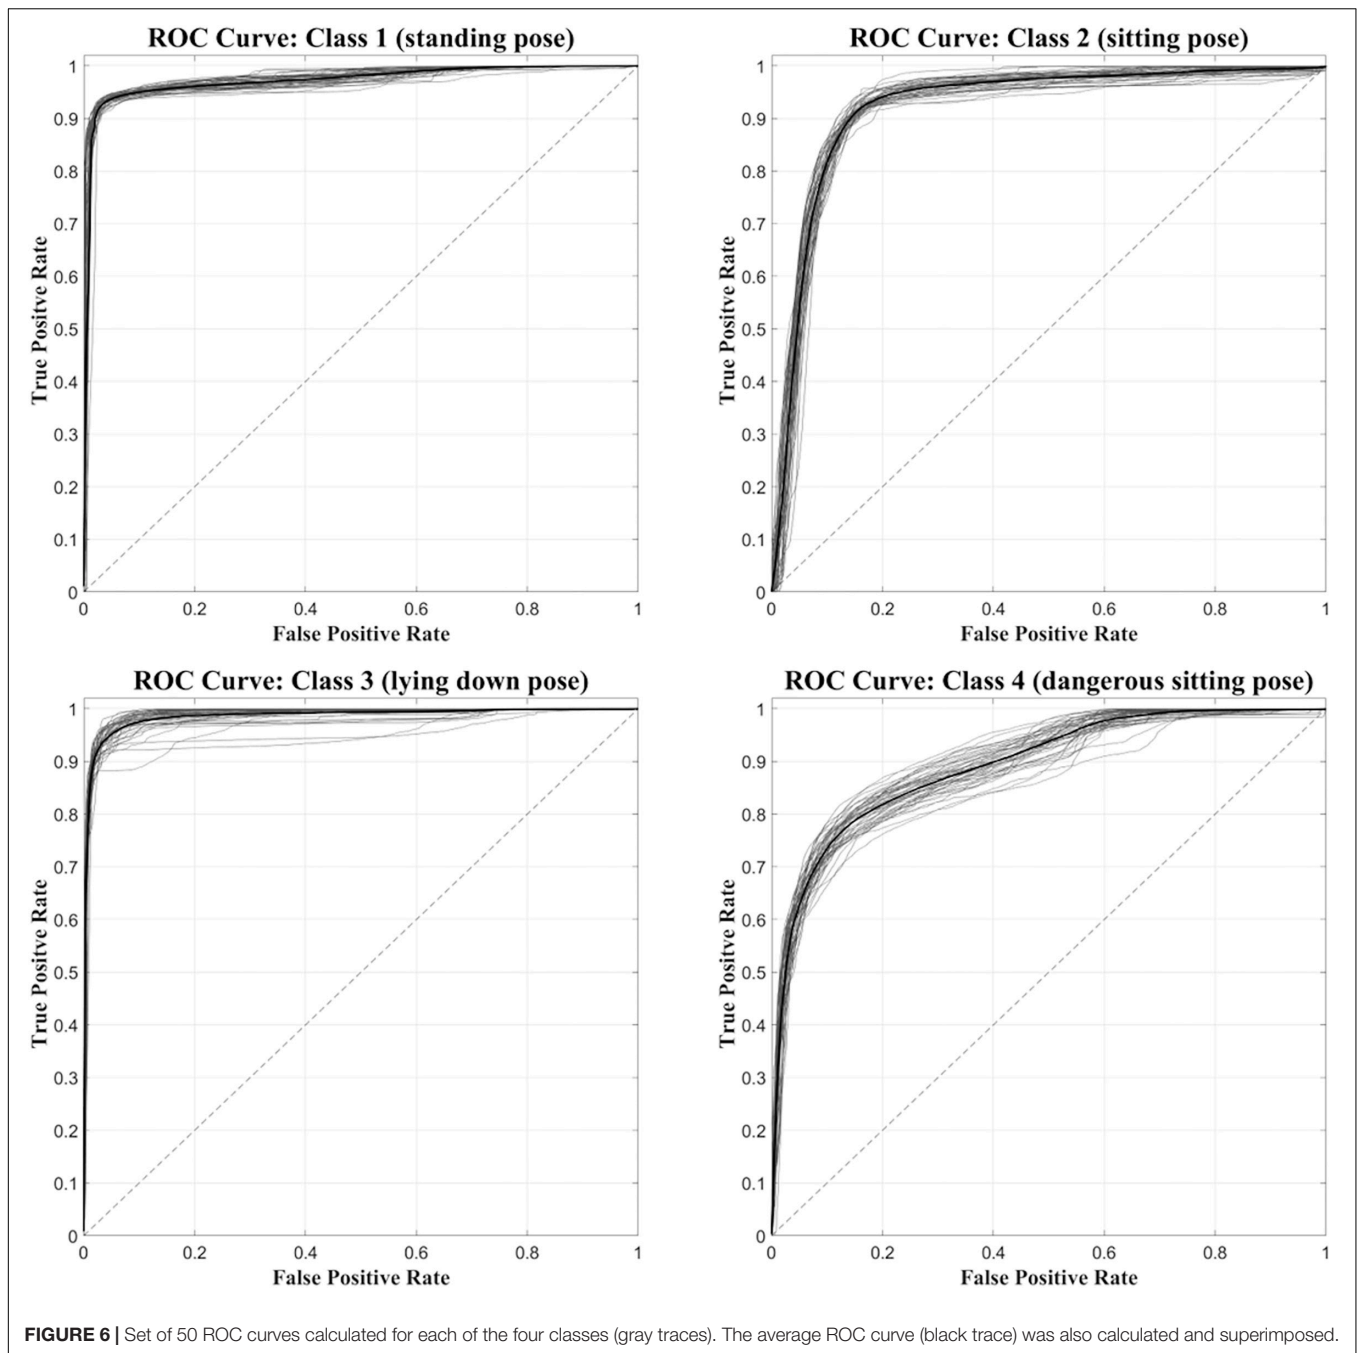 ROC Curve: Class 1 (standing pose)
1
0.9
0.8
0.7
0.6
0.5
0.4
0.3
0.2
0.1
0
True Positve Rate
0 0.2 0.4 0.6 0.8 1
False Positive Rate
ROC Curve: Class 2 (sitting pose)
1
0.9
0.8
0.7
0.6
0.5
0.4
0.3
0.2
0.1
0
True Positve Rate
0 0.2 0.4 0.6 0.8 1
False Positive Rate
ROC Curve: Class 3 (lying down pose)
1
0.9
0.8
0.7
0.6
0.5
0.4
0.3
0.2
0.1
0
True Positve Rate
0 0.2 0.4 0.6 0.8 1
False Positive Rate
ROC Curve: Class 4 (dangerous sitting pose)
1
0.9
0.8
0.7
0.6
0.5
0.4
0.3
0.2
0.1
0
True Positve Rate
0 0.2 0.4 0.6 0.8 1
False Positive Rate
FIGURE 6 | Set of 50 ROC curves calculated for each of the four classes (gray traces). The average ROC curve (black trace) was also calculated and superimposed.